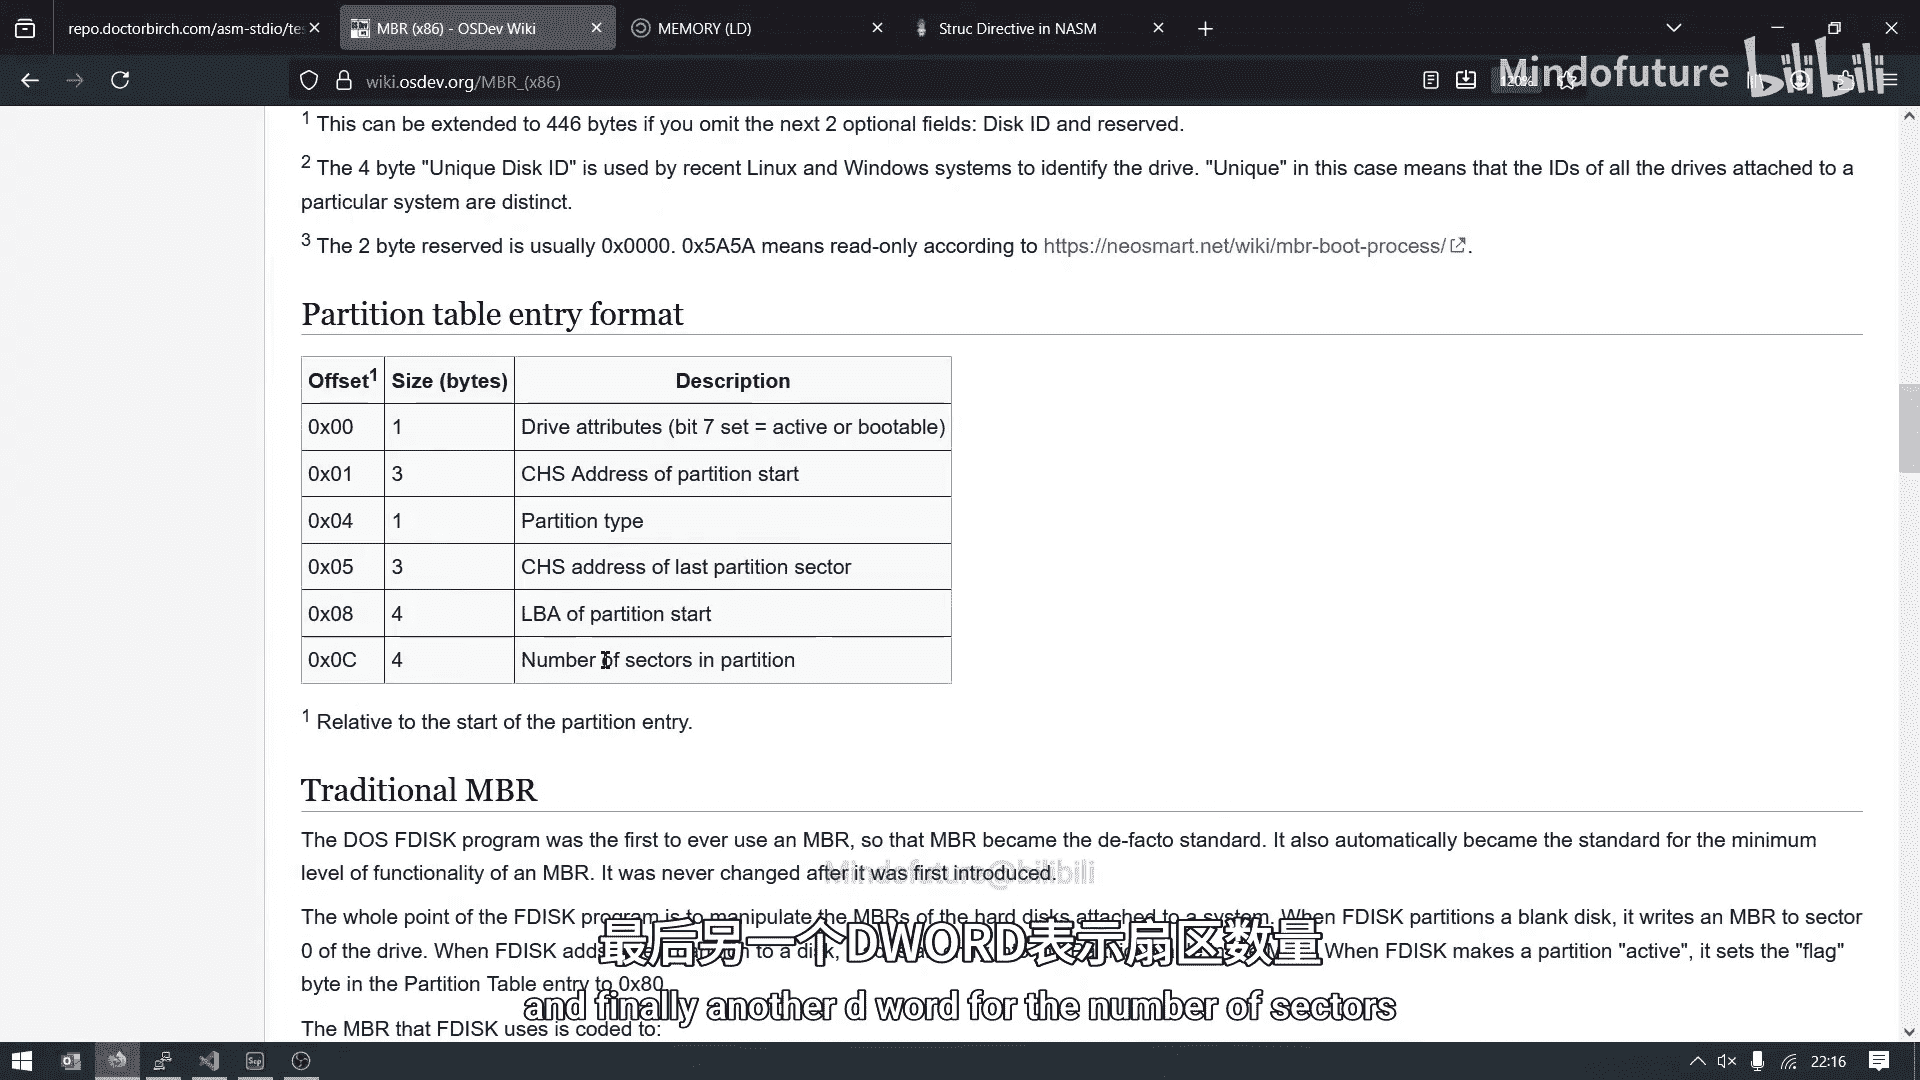 repo.doctorbirch.com/asm-stdio/te
MBR (x86) - OSDev Wiki
MEMORY (LD)
Struc Directive in NASM
wiki.osdev.org/MBR_(x86)
Mindofuture bilibili
1 This can be extended to 446 bytes if you omit the next 2 optional fields: Disk ID and reserved.
2 The 4 byte "Unique Disk ID" is used by recent Linux and Windows systems to identify the drive. "Unique" in this case means that the IDs of all the drives attached to a
particular system are distinct.
3 The 2 byte reserved is usually 0x0000. 0x5A5A means read-only according to https://neosmart.net/wiki/mbr-boot-process/.
Partition table entry format
Offset1 Size (bytes) Description
0x00 1 Drive attributes (bit 7 set = active or bootable)
0x01 3 CHS Address of partition start
0x04 1 Partition type
0x05 3 CHS address of last partition sector
0x08 4 LBA of partition start
0x0C 4 Number of sectors in partition
1 Relative to the start of the partition entry.
Traditional MBR
The DOS FDISK program was the first to ever use an MBR, so that MBR became the de-facto standard. It also automatically became the standard for the minimum
level of functionality of an MBR. It was never changed after it was first introduced.
Mindofuture@bilibili
The whole point of the FDISK program is to manipulate the MBRs of the hard disks attached to a system. When FDISK partitions a blank disk, it writes an MBR to sector
0 of the drive. When FDISK adds to a disk, When FDISK makes a partition "active", it sets the "flag"
byte in the Partition Table entry to 0x80
The MBR that FDISK uses is coded to:
最后另一个DWORD表示扇区数量
and finally another d word for the number of sectors
22:16